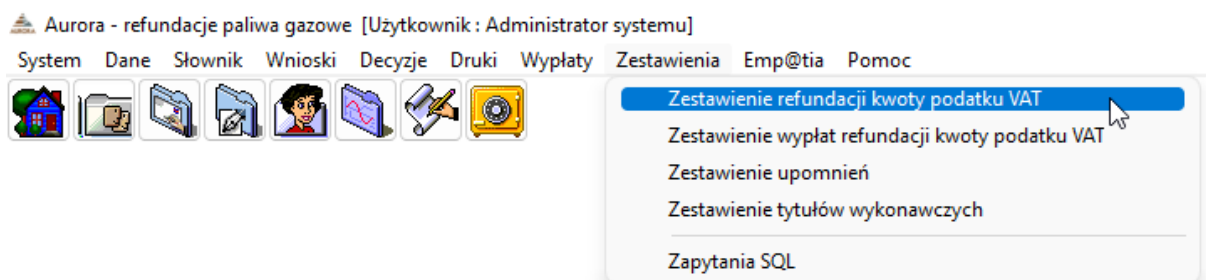 Aurora - refundacje paliwa gazowe [Użytkownik : Administrator systemu]
System Dane Słownik Wnioski Decyzje Druki Wypłaty Zestawienia Emp@tia Pomoc
Zestawienie refundacji kwoty podatku VAT
Zestawienie wypłat refundacji kwoty podatku VAT
Zestawienie upomnień
Zestawienie tytułów wykonawczych
Zapytania SQL